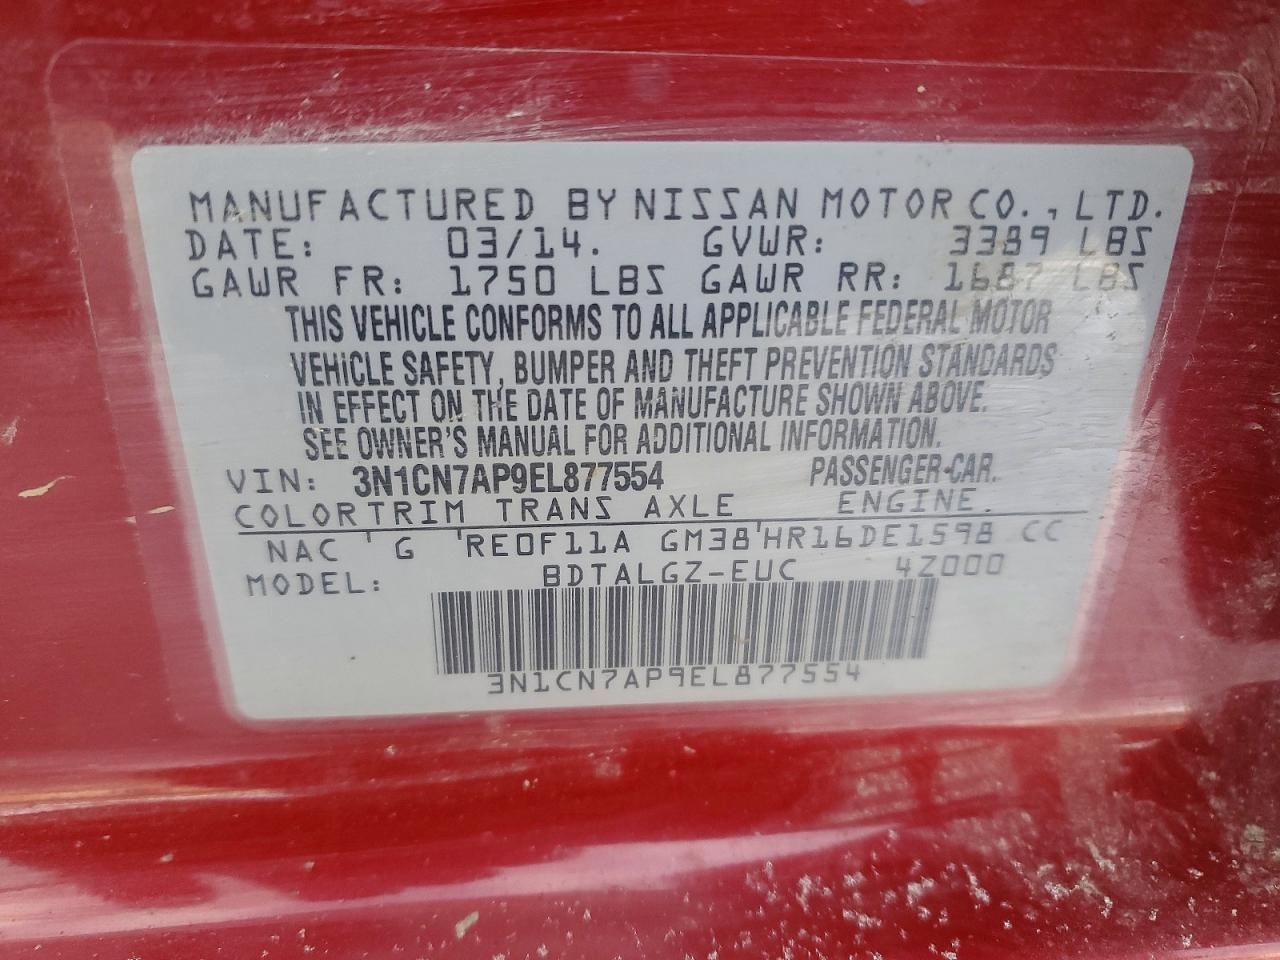 MANUFACTURED BY NISSAN MOTOR CO., LTD.
DATE: 03/14. GVWR: 3389 LBS
GAWR FR: 1750 LBS GAWR RR: 1687 LBS
THIS VEHICLE CONFORMS TO ALL APPLICABLE FEDERAL MOTOR
VEHICLE SAFETY, BUMPER AND THEFT PREVENTION STANDARDS
IN EFFECT ON THE DATE OF MANUFACTURE SHOWN ABOVE.
SEE OWNER'S MANUAL FOR ADDITIONAL INFORMATION.
VIN: 3N1CN7AP9EL877554 PASSENGER-CAR.
COLORTRIM TRANS AXLE ENGINE.
NAC ' G 'RE0F11A GM38'HR16DE1598 CC
MODEL: BDTALGZ-EUC 4Z000
3N1CN7AP9EL877554